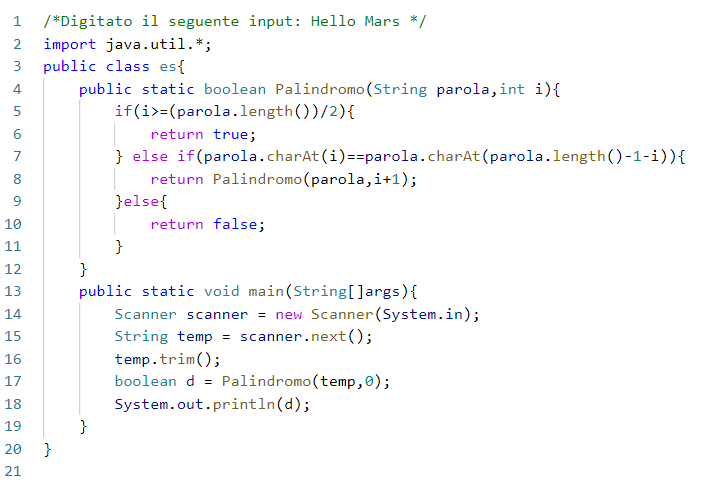 1 /*Digitato il seguente input: Hello Mars */
2 import java.util.*;
3 public class es{
4     public static boolean Palindromo(String parola,int i){
5         if(i>=(parola.length())/2){
6             return true;
7         } else if(parola.charAt(i)==parola.charAt(parola.length()-1-i)){
8             return Palindromo(parola,i+1);
9         }else{
10             return false;
11         }
12     }
13     public static void main(String[]args){
14         Scanner scanner = new Scanner(System.in);
15         String temp = scanner.next();
16         temp.trim();
17         boolean d = Palindromo(temp,0);
18         System.out.println(d);
19     }
20 }
21